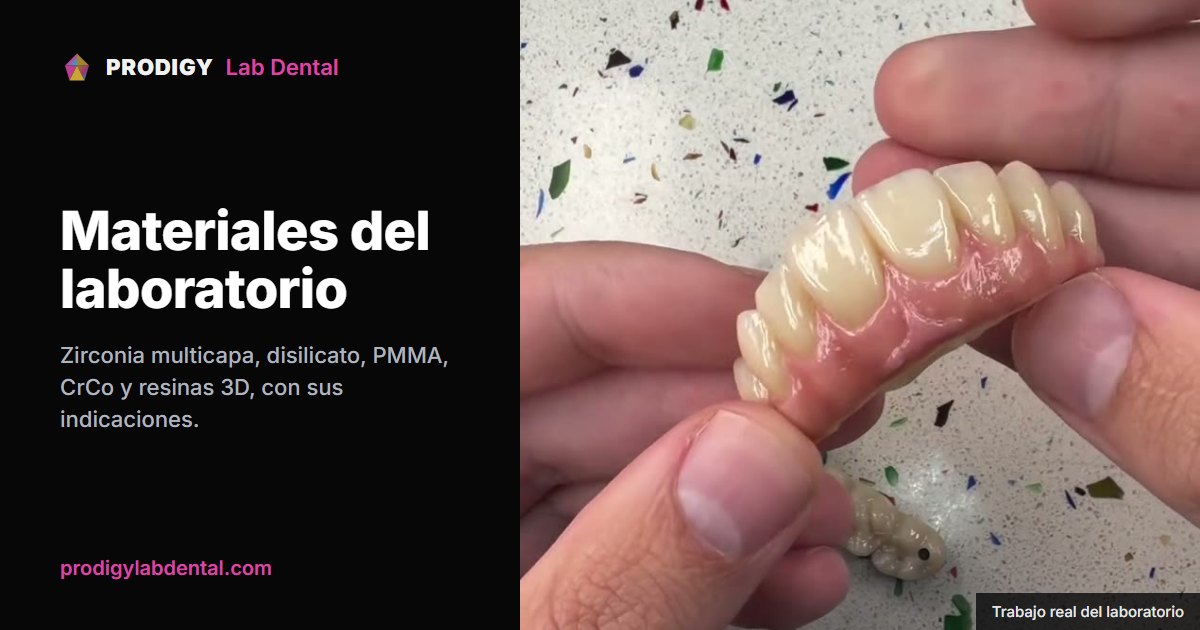 PRODIGY Lab Dental
Materiales del
laboratorio
Zirconia multicapa, disilicato, PMMA,
CrCo y resinas 3D, con sus
indicaciones.
prodigylabdental.com
Trabajo real del laboratorio